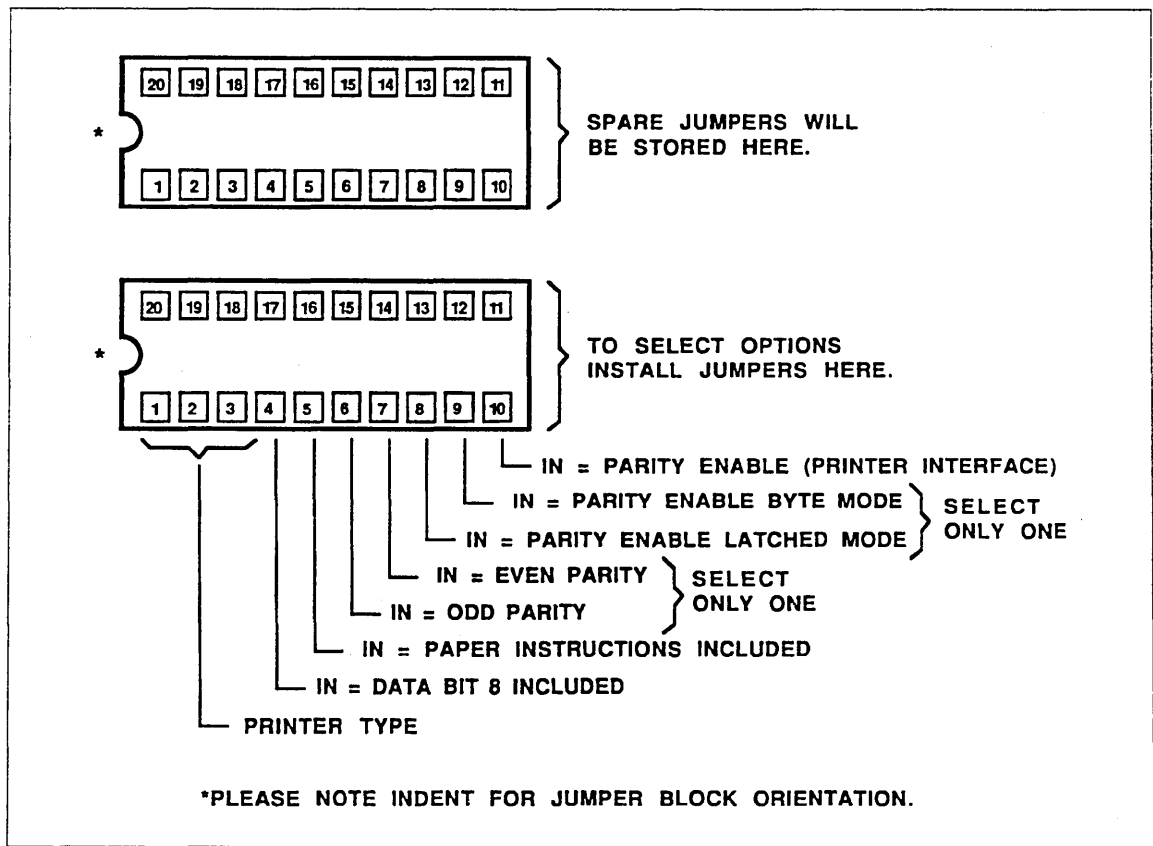 20 19 18 17 16 15 14 13 12 11
*
SPARE JUMPERS WILL
BE STORED HERE.
1 2 3 4 5 6 7 8 9 10
20 19 18 17 16 15 14 13 12 11
*
TO SELECT OPTIONS
INSTALL JUMPERS HERE.
1 2 3 4 5 6 7 8 9 10
IN = PARITY ENABLE (PRINTER INTERFACE)
IN = PARITY ENABLE BYTE MODE
IN = PARITY ENABLE LATCHED MODE
SELECT
ONLY ONE
IN = EVEN PARITY
IN = ODD PARITY
SELECT
ONLY ONE
IN = PAPER INSTRUCTIONS INCLUDED
IN = DATA BIT 8 INCLUDED
PRINTER TYPE
*PLEASE NOTE INDENT FOR JUMPER BLOCK ORIENTATION.